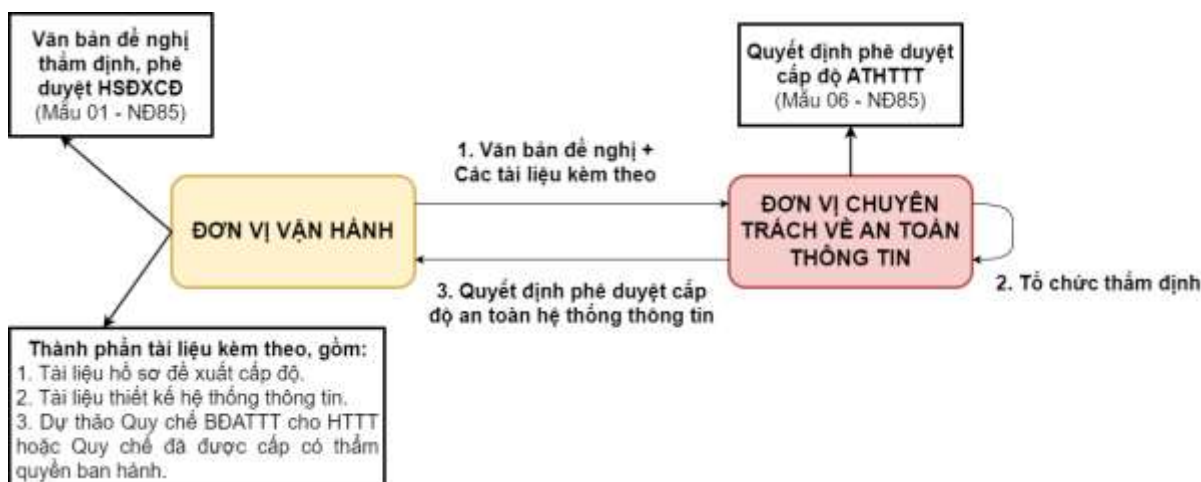 Văn bản đề nghị
thẩm định, phê
duyệt HSĐXCĐ
(Mẫu 01 - NĐ85)
Quyết định phê duyệt
cấp độ ATHTTT
(Mẫu 06 - NĐ85)
1. Văn bản đề nghị +
Các tài liệu kèm theo
ĐƠN VỊ VẬN HÀNH
ĐƠN VỊ CHUYÊN
TRÁCH VỀ AN TOÀN
THÔNG TIN
2. Tổ chức thẩm định
3. Quyết định phê duyệt cấp
độ an toàn hệ thống thông tin
Thành phần tài liệu kèm theo, gồm:
1. Tài liệu hồ sơ đề xuất cấp độ.
2. Tài liệu thiết kế hệ thống thông tin.
3. Dự thảo Quy chế BĐATTT cho HTTT
hoặc Quy chế đã được cấp có thẩm
quyền ban hành.